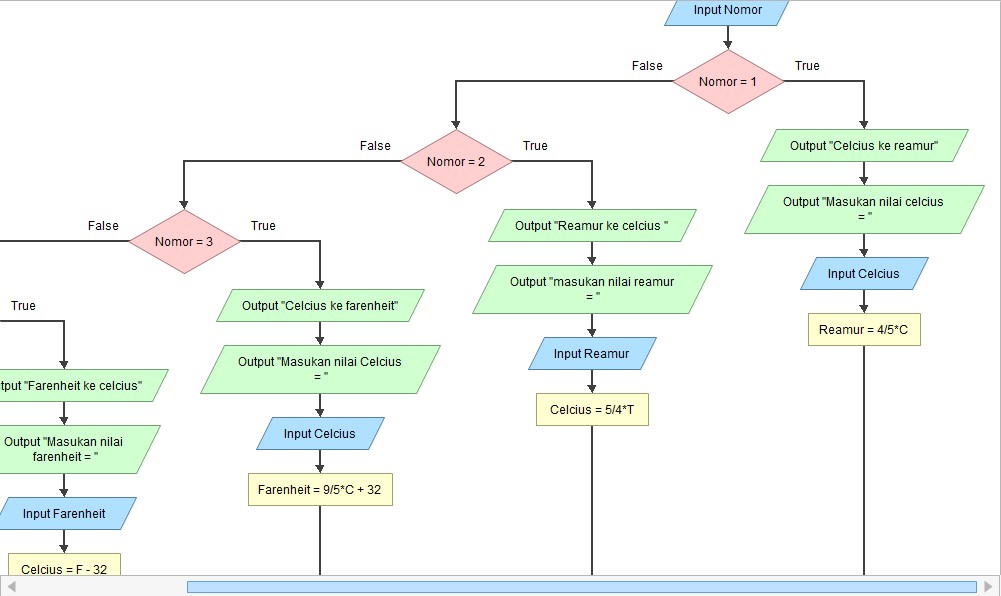 Input Nomor
False
True
Nomor = 1
False
True
Output "Celcius ke reamur"
Nomor = 2
Output "Masukan nilai celcius
= "
False
True
Output "Reamur ke celcius "
Nomor = 3
Input Celcius
Output "masukan nilai reamur
= "
True
Output "Celcius ke farenheit"
Reamur = 4/5*C
Input Reamur
Output "Masukan nilai Celcius
= "
tput "Farenheit ke celcius"
Celcius = 5/4*T
Input Celcius
Output "Masukan nilai
farenheit = "
Farenheit = 9/5*C + 32
Input Farenheit
Celcius = F - 32